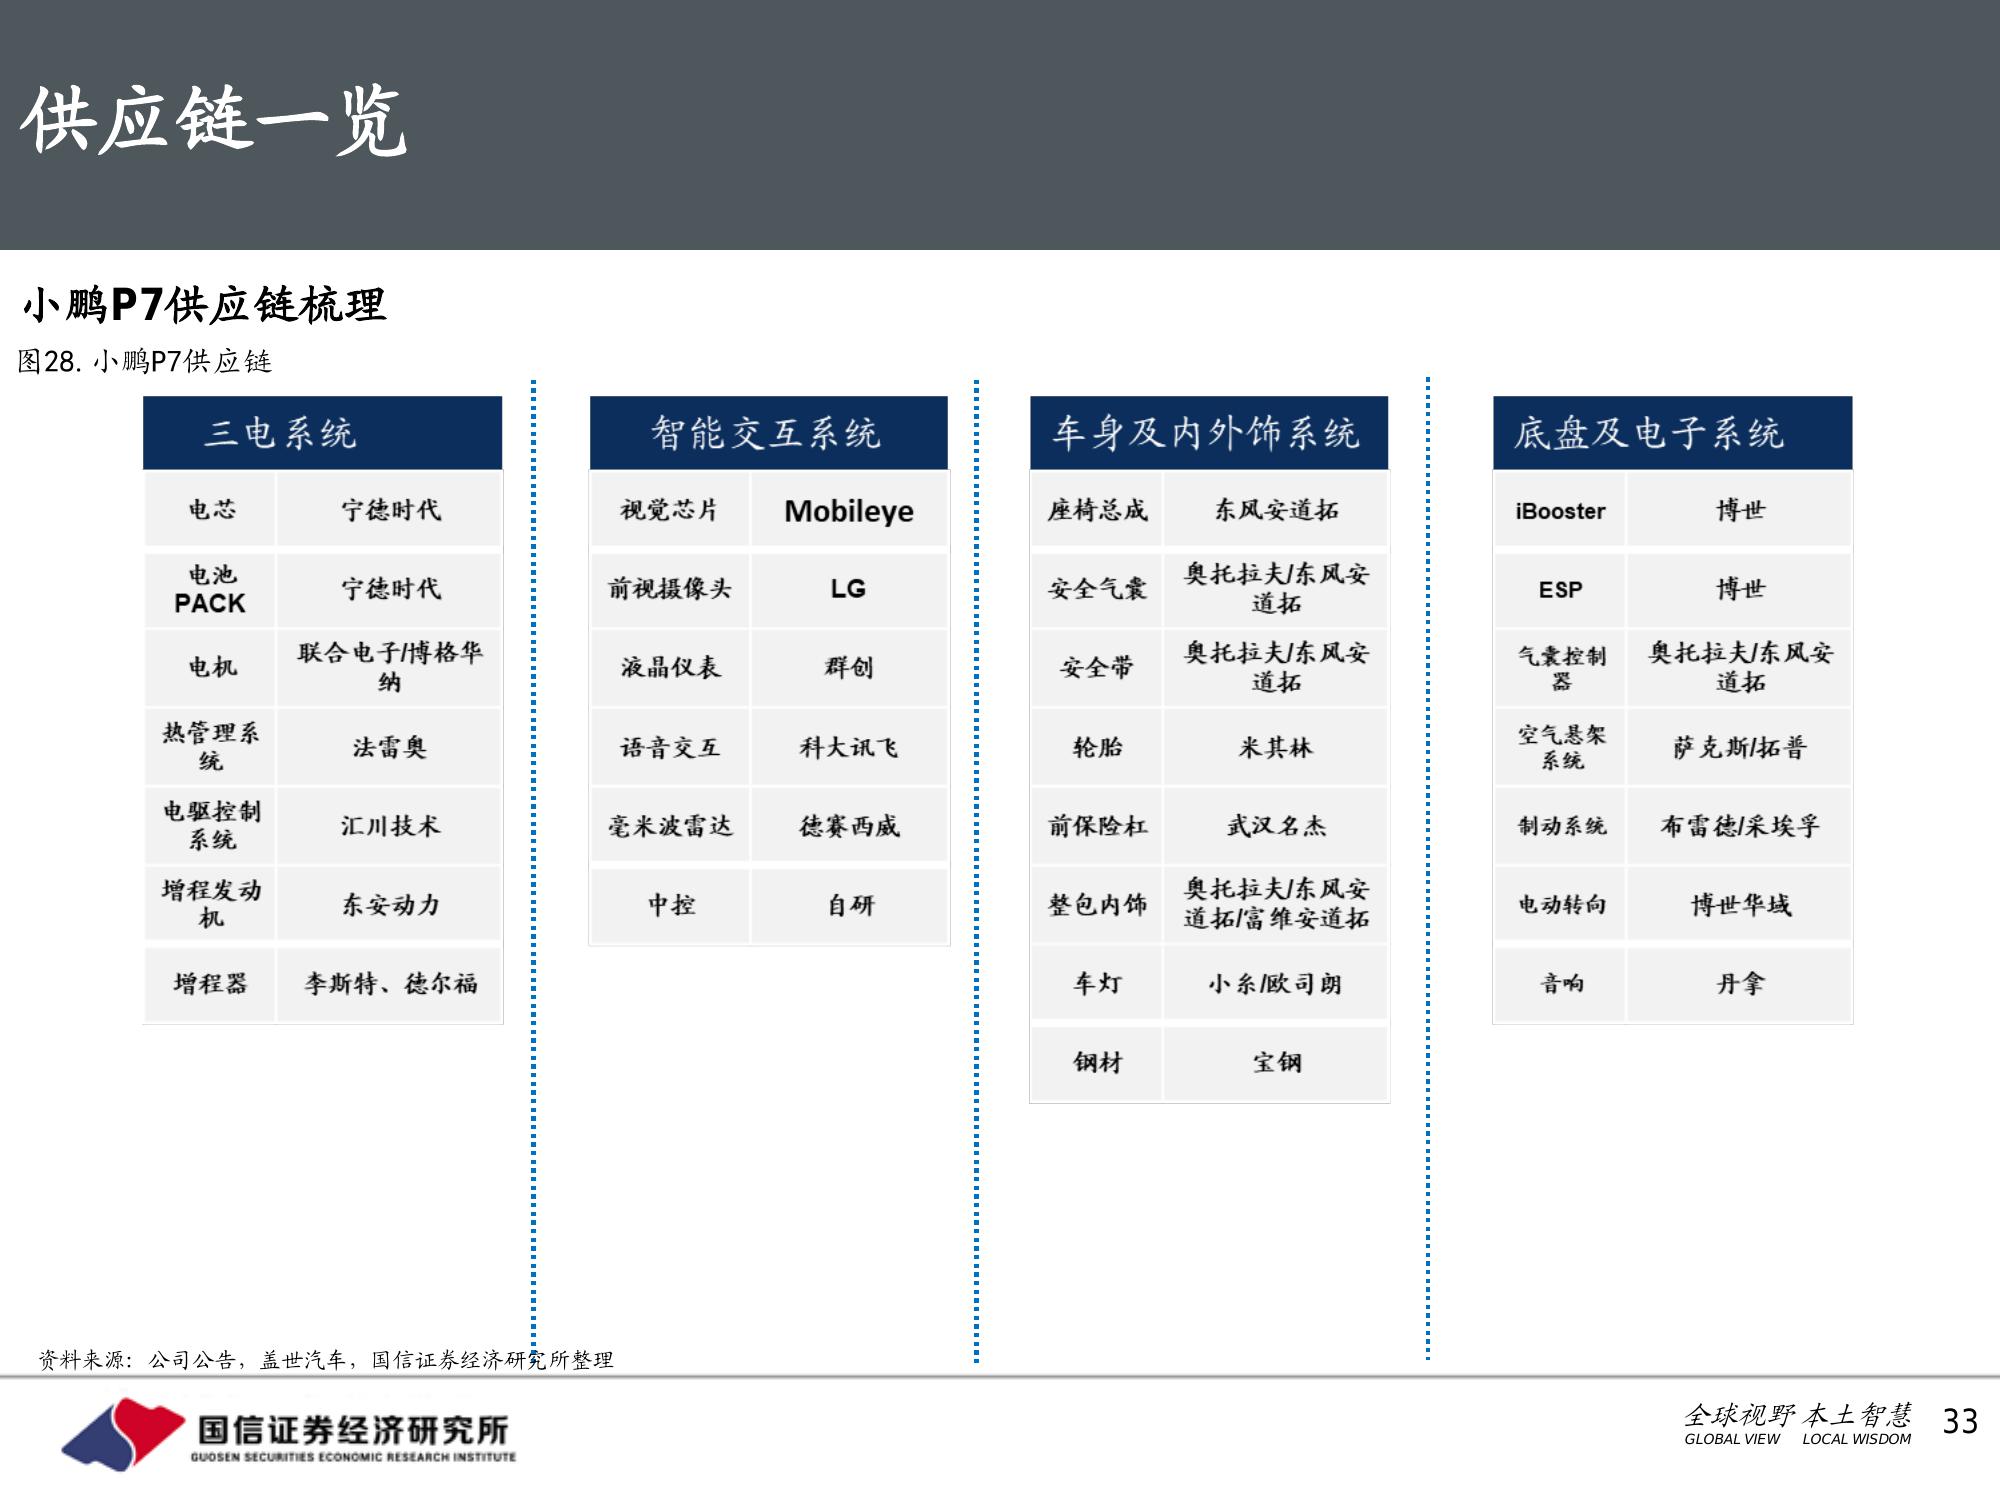 供应链一览
小鹏P7供应链梳理
图28. 小鹏P7供应链
三电系统
电芯 宁德时代
电池
PACK
宁德时代
电机
联合电子/博格华
纳
热管理系
统
法雷奥
电驱控制
系统
汇川技术
增程发动
机
东安动力
增程器 李斯特、德尔福
智能交互系统
视觉芯片 Mobileye
前视摄像头 LG
液晶仪表 群创
语音交互 科大讯飞
毫米波雷达 德赛西威
中控 自研
车身及内外饰系统
座椅总成 东风安道拓
安全气囊
奥托拉夫/东风安
道拓
安全带
奥托拉夫/东风安
道拓
轮胎 米其林
前保险杠 武汉名杰
整包内饰
奥托拉夫/东风安
道拓/富维安道拓
车灯 小糸/欧司朗
钢材 宝钢
底盘及电子系统
iBooster 博世
ESP 博世
气囊控制
器
奥托拉夫/东风安
道拓
空气悬架
系统
萨克斯/拓普
制动系统 布雷德/采埃孚
电动转向 博世华域
音响 丹拿
资料来源：公司公告，盖世汽车，国信证券经济研究所整理
国信证券经济研究所
GUOSEN SECURITIES ECONOMIC RESEARCH INSTITUTE
全球视野 本土智慧
GLOBAL VIEW LOCAL WISDOM
33